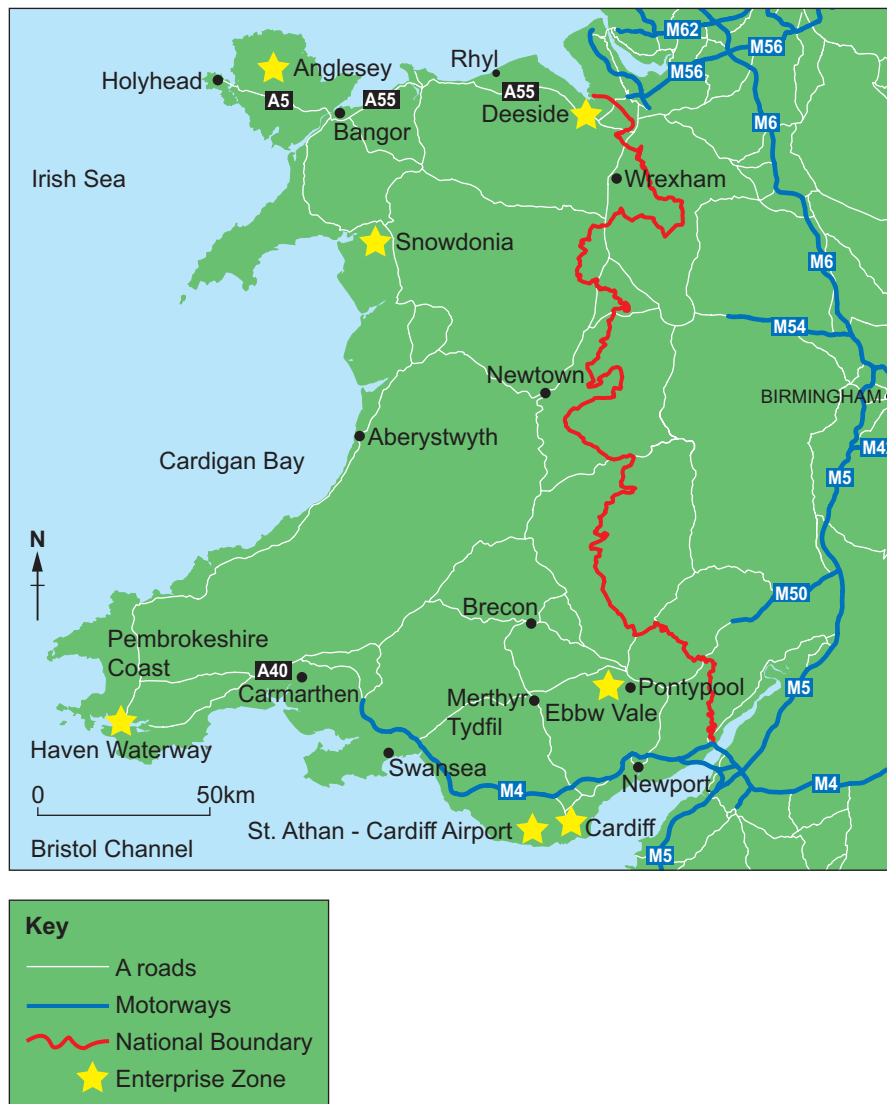 M62
M56
Rhyl
Anglesey
Holyhead
A55
A55
M56
A5
Deeside
Bangor
M6
Irish Sea
Wrexham
Snowdonia
M6
M54
Newtown
BIRMINGHAM
Aberystwyth
M42
Cardigan Bay
M5
N
Brecon
M50
Pembrokeshire
Coast
A40
Carmarthen
Merthyr
Tydfil
Ebbw Vale
Pontypool
M5
Haven Waterway
Swansea
M4
Newport
M4
0 50km
St. Athan - Cardiff Airport
Cardiff
Bristol Channel
M5
Key
A roads
Motorways
National Boundary
Enterprise Zone